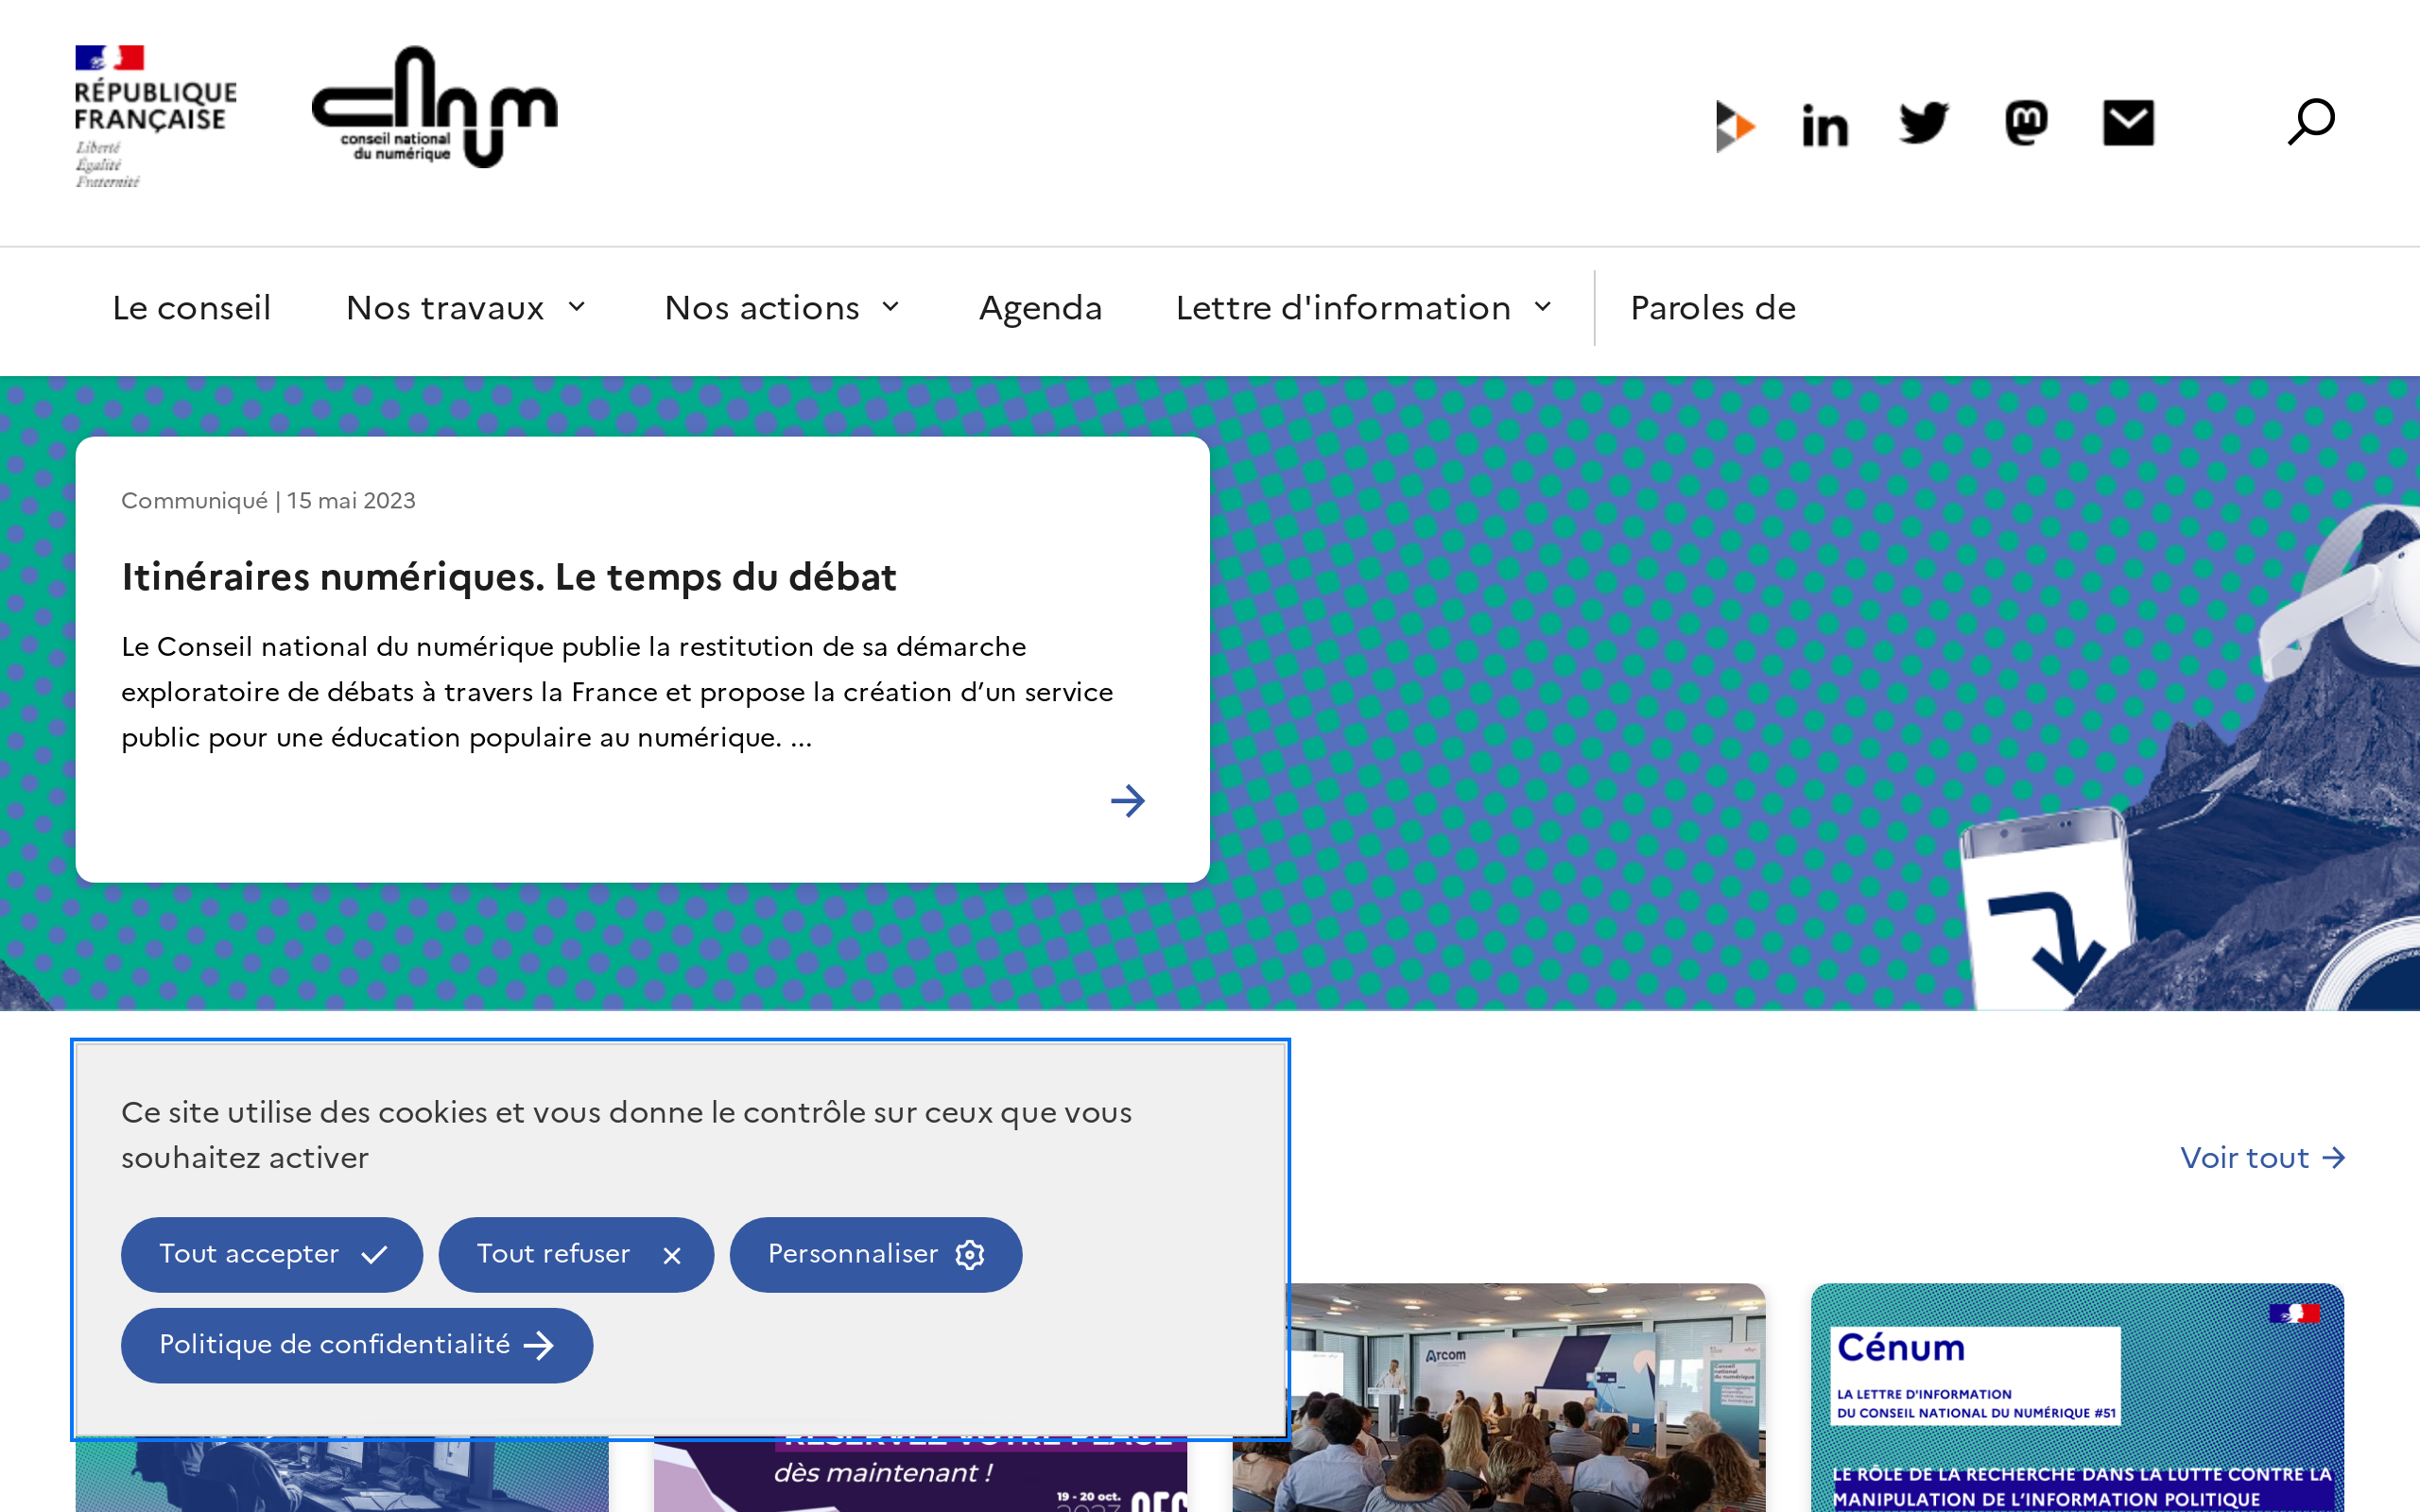 RÉPUBLIQUE
FRANÇAISE
Liberté
Égalité
Fraternité
conseil national
du numérique
Le conseil
Nos travaux
Nos actions
Agenda
Lettre d'information
Paroles de
Communiqué | 15 mai 2023
Itinéraires numériques. Le temps du débat
Le Conseil national du numérique publie la restitution de sa démarche
exploratoire de débats à travers la France et propose la création d’un service
public pour une éducation populaire au numérique. ...
Ce site utilise des cookies et vous donne le contrôle sur ceux que vous
souhaitez activer
Tout accepter
Tout refuser
Personnaliser
Politique de confidentialité
Voir tout
RÉSERVEZ VOTRE PLACE
dès maintenant !
19 - 20 oct.
Arcom
Cénum
LA LETTRE D'INFORMATION
DU CONSEIL NATIONAL DU NUMÉRIQUE #51
LE RÔLE DE LA RECHERCHE DANS LA LUTTE CONTRE LA
MANIPULATION DE L’INFORMATION POLITIQUE